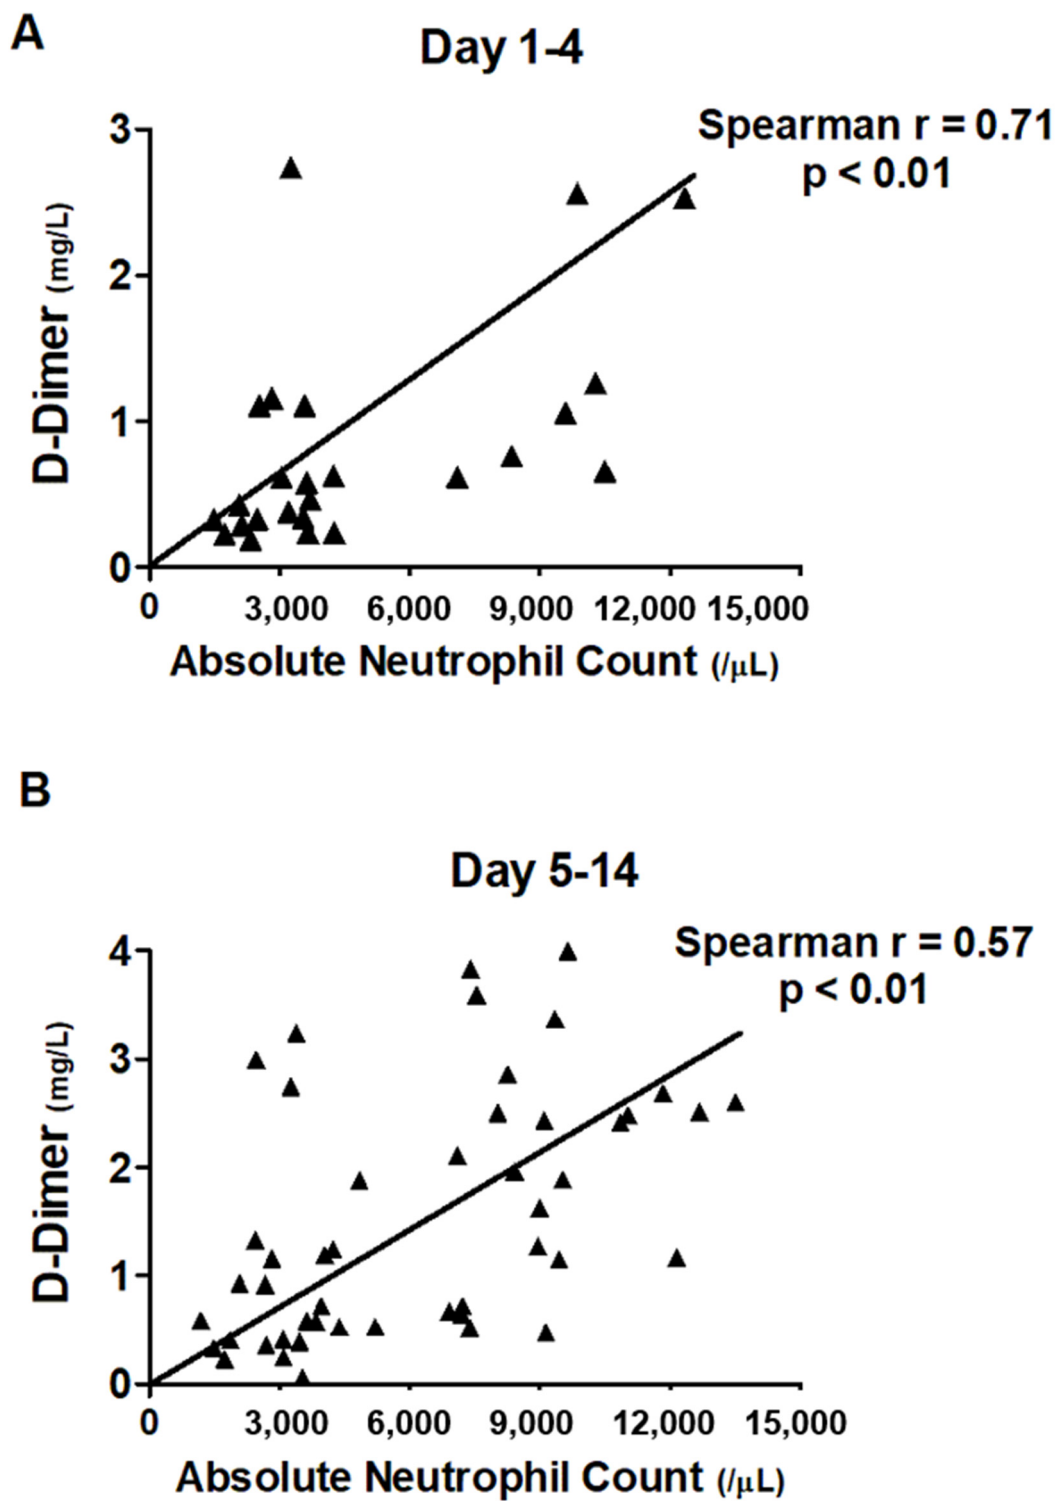 A
Day 1-4
Spearman r = 0.71
p < 0.01
3
2
1
0
D-Dimer (mg/L)
0 3,000 6,000 9,000 12,000 15,000
Absolute Neutrophil Count (/μL)
B
Day 5-14
Spearman r = 0.57
p < 0.01
4
3
2
1
0
D-Dimer (mg/L)
0 3,000 6,000 9,000 12,000 15,000
Absolute Neutrophil Count (/μL)